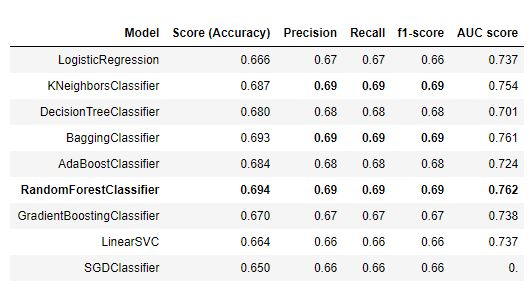 Model Score (Accuracy) Precision Recall f1-score AUC score
LogisticRegression 0.666 0.67 0.67 0.66 0.737
KNeighborsClassifier 0.687 0.69 0.69 0.69 0.754
DecisionTreeClassifier 0.680 0.68 0.68 0.68 0.701
BaggingClassifier 0.693 0.69 0.69 0.69 0.761
AdaBoostClassifier 0.684 0.68 0.68 0.68 0.724
RandomForestClassifier 0.694 0.69 0.69 0.69 0.762
GradientBoostingClassifier 0.670 0.67 0.67 0.67 0.738
LinearSVC 0.664 0.66 0.66 0.66 0.737
SGDClassifier 0.650 0.66 0.66 0.66 0.